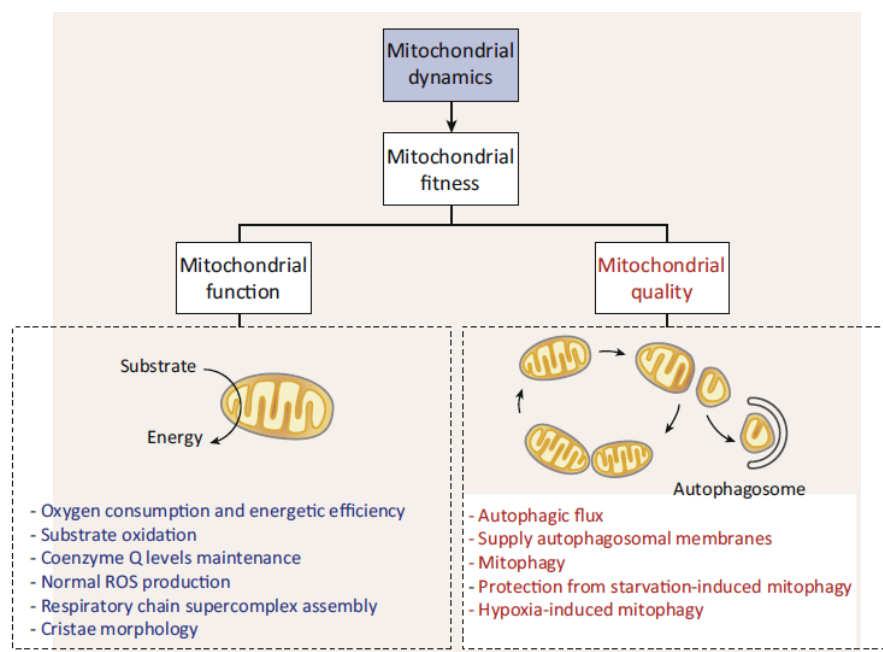 Mitochondrial
dynamics
Mitochondrial
fitness
Mitochondrial
function
Mitochondrial
quality
Substrate
Energy
- Oxygen consumption and energetic efficiency
- Substrate oxidation
- Coenzyme Q levels maintenance
- Normal ROS production
- Respiratory chain supercomplex assembly
- Cristae morphology
Autophagosome
- Autophagic flux
- Supply autophagosomal membranes
- Mitophagy
- Protection from starvation-induced mitophagy
- Hypoxia-induced mitophagy